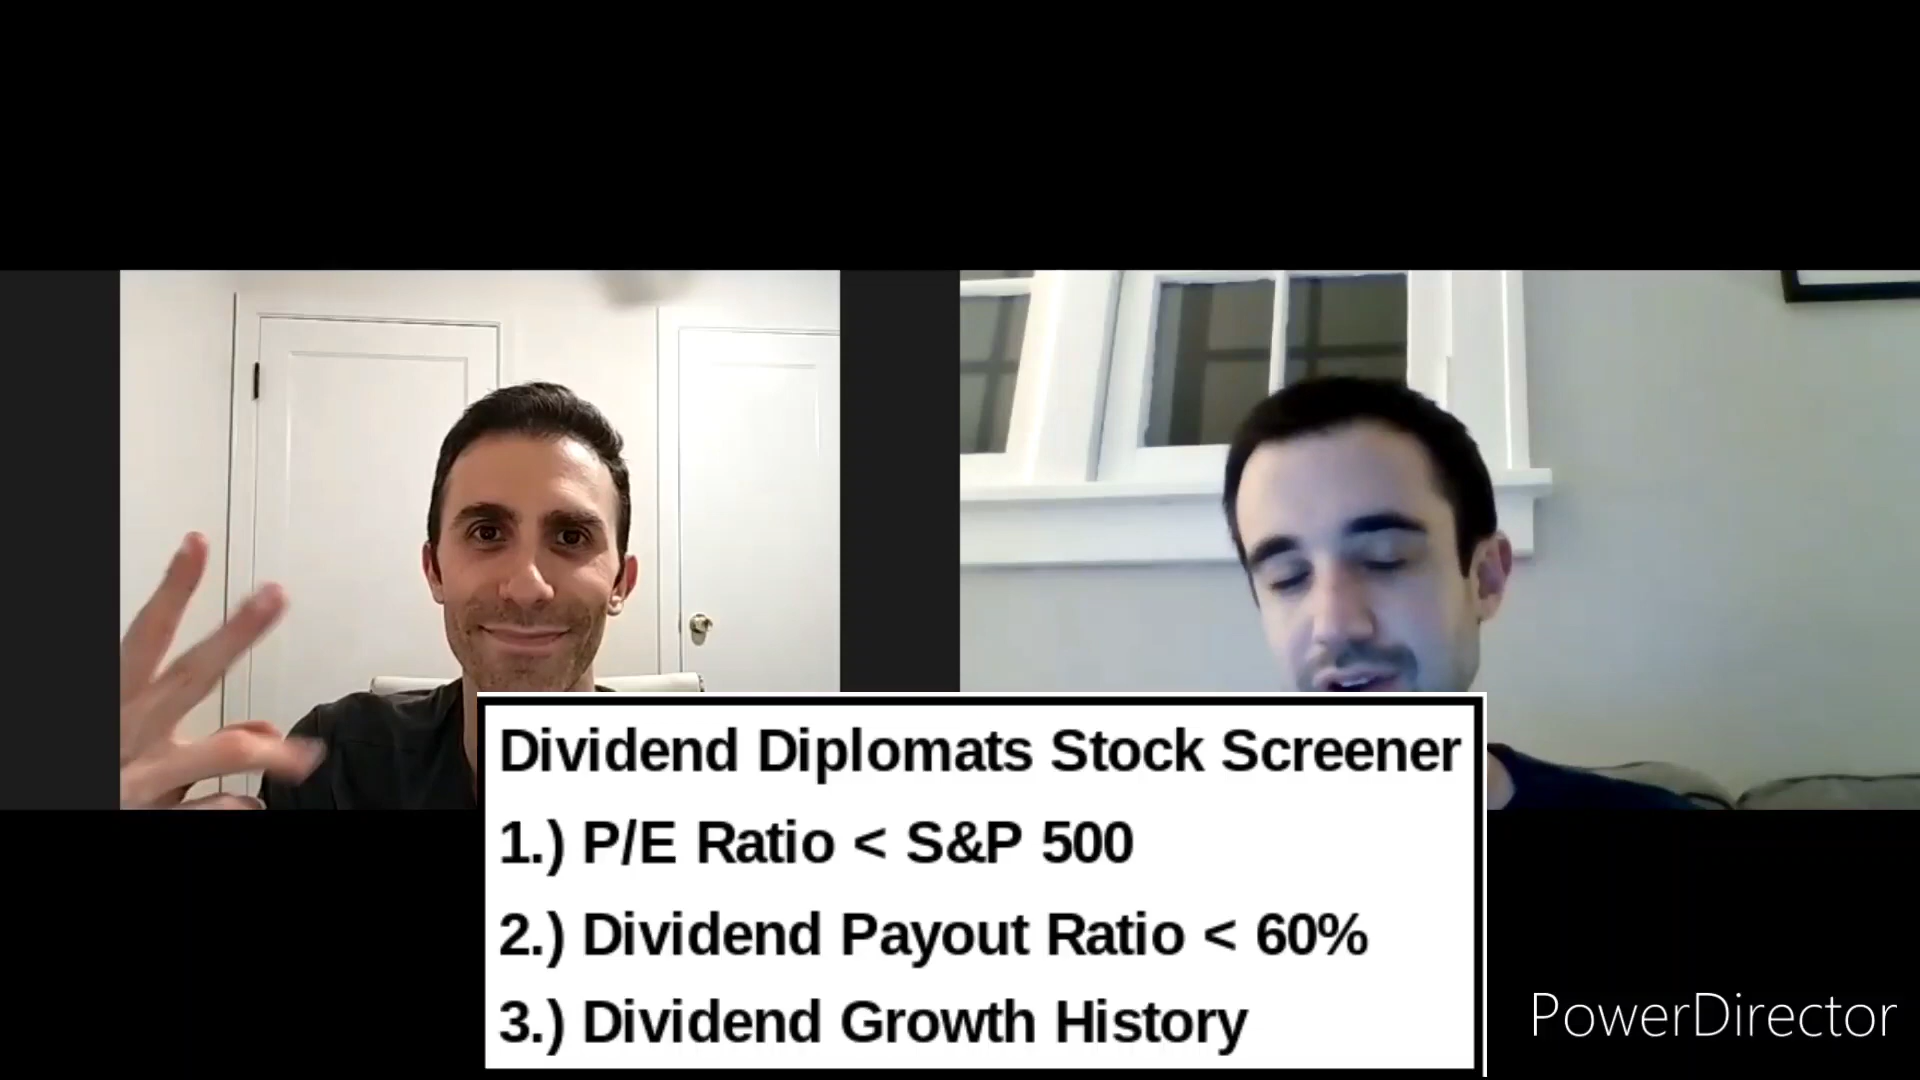 Dividend Diplomats Stock Screener
1.) P/E Ratio < S&P 500
2.) Dividend Payout Ratio < 60%
3.) Dividend Growth History
PowerDirector